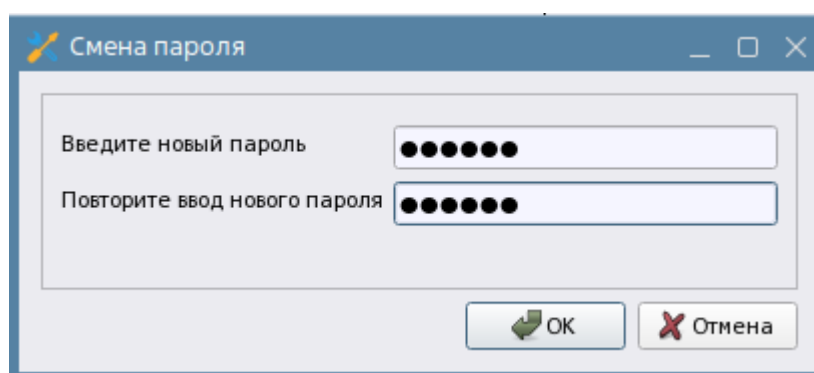 Смена пароля
Введите новый пароль
●●●●●●
Повторите ввод нового пароля
●●●●●●
OK
Отмена